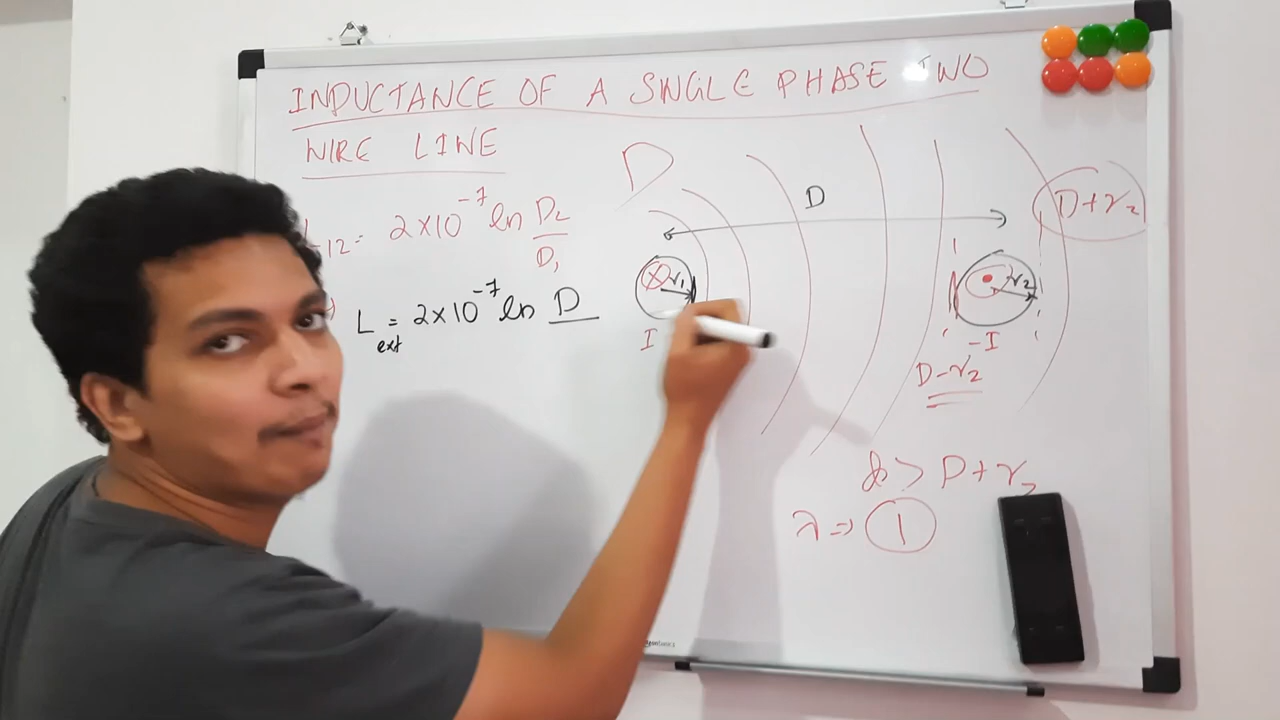 INDUCTANCE OF A SINGLE PHASE TWO
WIRE LINE
D
D
D+r₂
L12 = 2×10⁻⁷ ln D₂/D₁
L ext = 2×10⁻⁷ ln D
r₁
r₂
I
-I
D-r₂
x > D+r₂
λ => 1